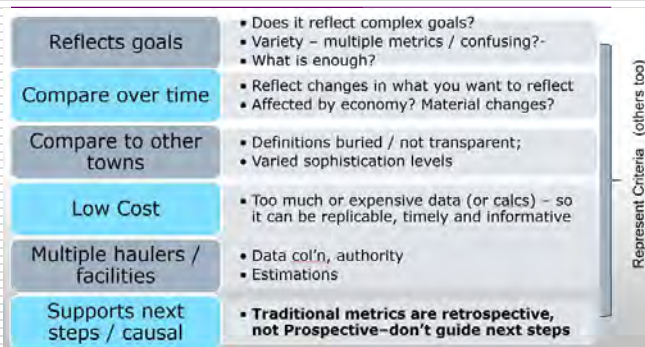 Reflects goals
▪ Does it reflect complex goals?
▪ Variety – multiple metrics / confusing?-
▪ What is enough?
Compare over time
▪ Reflect changes in what you want to reflect
▪ Affected by economy? Material changes?
Compare to other
towns
▪ Definitions buried / not transparent;
▪ Varied sophistication levels
Low Cost
▪ Too much or expensive data (or calcs) – so
it can be replicable, timely and informative
Multiple haulers /
facilities
▪ Data col'n, authority
▪ Estimations
Supports next
steps / causal
▪ Traditional metrics are retrospective,
not Prospective–don't guide next steps
Represent Criteria (others too)